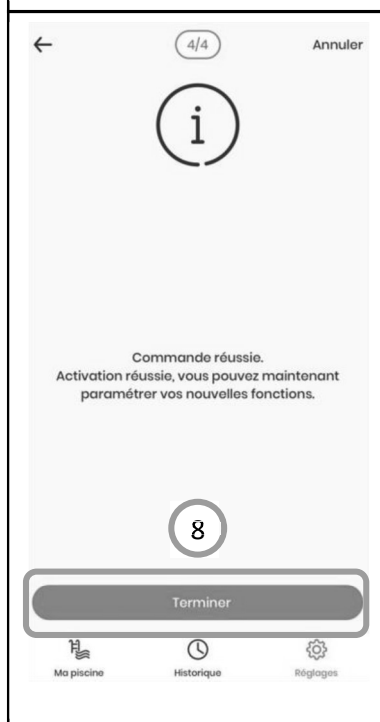 4/4 Annuler
i
Commande réussie.
Activation réussie, vous pouvez maintenant
paramétrer vos nouvelles fonctions.
8
Terminer
Ma piscine Historique Réglages